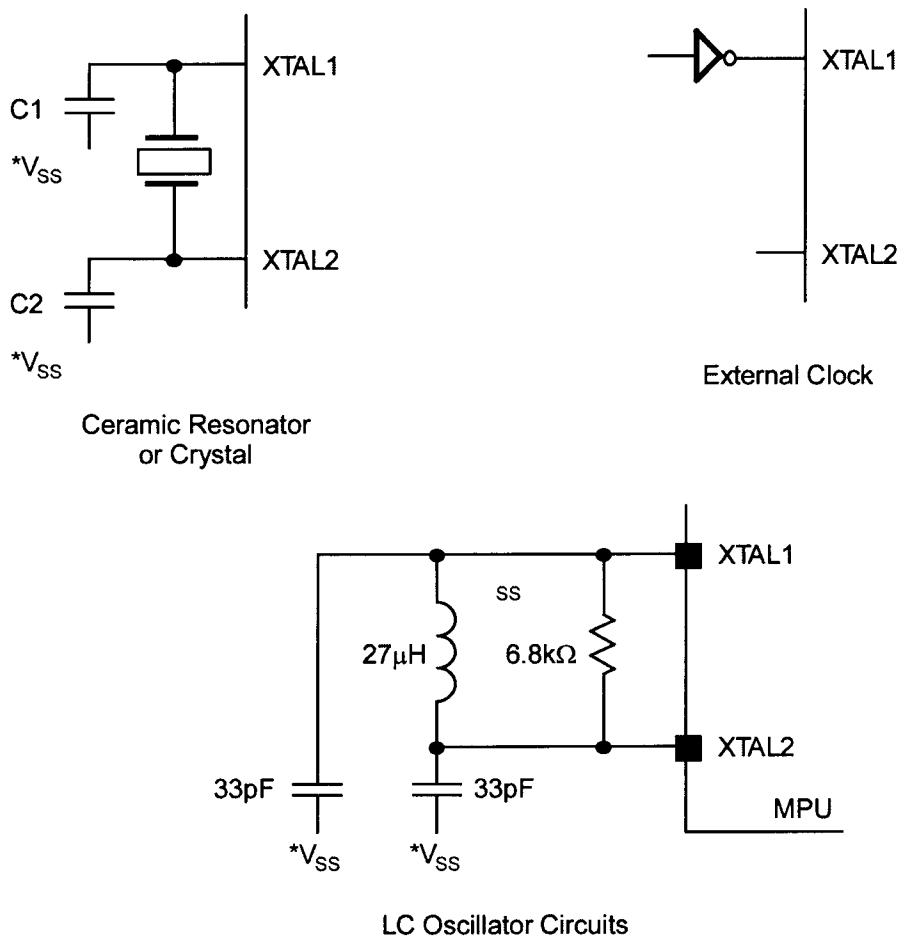 XTAL1
C1
*VSS
XTAL2
C2
*VSS
Ceramic Resonator
or Crystal
XTAL1
XTAL2
External Clock
XTAL1
SS
27μH
6.8kΩ
XTAL2
33pF
33pF
MPU
*VSS
*VSS
LC Oscillator Circuits